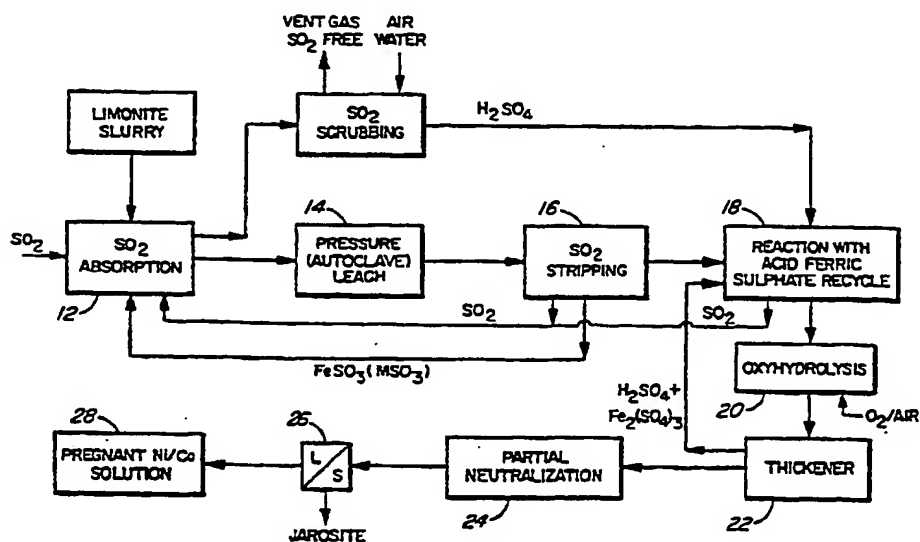 VENT GAS
SO2 FREE
AIR
WATER
LIMONITE
SLURRY
SO2
SCRUBBING
H2SO4
14
16
18
SO2
SO2
ABSORPTION
12
PRESSURE
(AUTOCLAVE)
LEACH
SO2
STRIPPING
REACTION WITH
ACID FERRIC
SULPHATE RECYCLE
SO2
SO2
FeSO3(MSO3)
H2SO4+
Fe2(SO4)3
OXYHYDROLYSIS
20
O2/AIR
28
26
PREGNANT Ni/Co
SOLUTION
L
S
PARTIAL
NEUTRALIZATION
24
THICKENER
22
JAROSITE